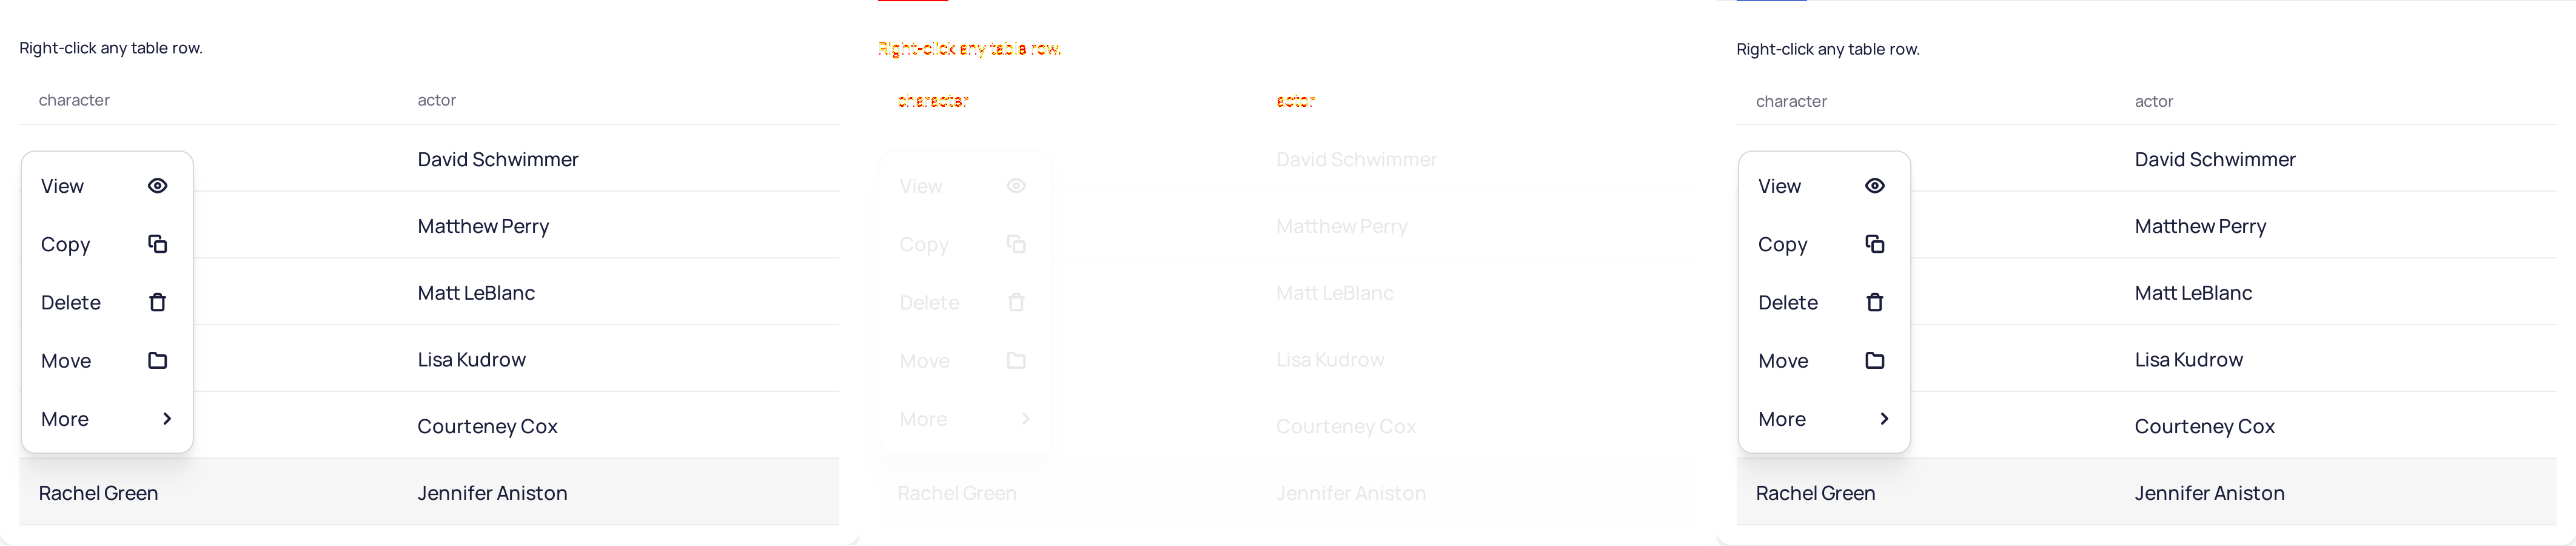 Right-click any table row.
character actor
David Schwimmer
View
Matthew Perry
Copy
Matt LeBlanc
Delete
Lisa Kudrow
Move
More
Courteney Cox
Rachel Green Jennifer Aniston
Right-click any table row.
character actor
David Schwimmer
View
Matthew Perry
Copy
Matt LeBlanc
Delete
Lisa Kudrow
Move
More
Courteney Cox
Rachel Green Jennifer Aniston
Right-click any table row.
character actor
David Schwimmer
View
Matthew Perry
Copy
Matt LeBlanc
Delete
Lisa Kudrow
Move
More
Courteney Cox
Rachel Green Jennifer Aniston